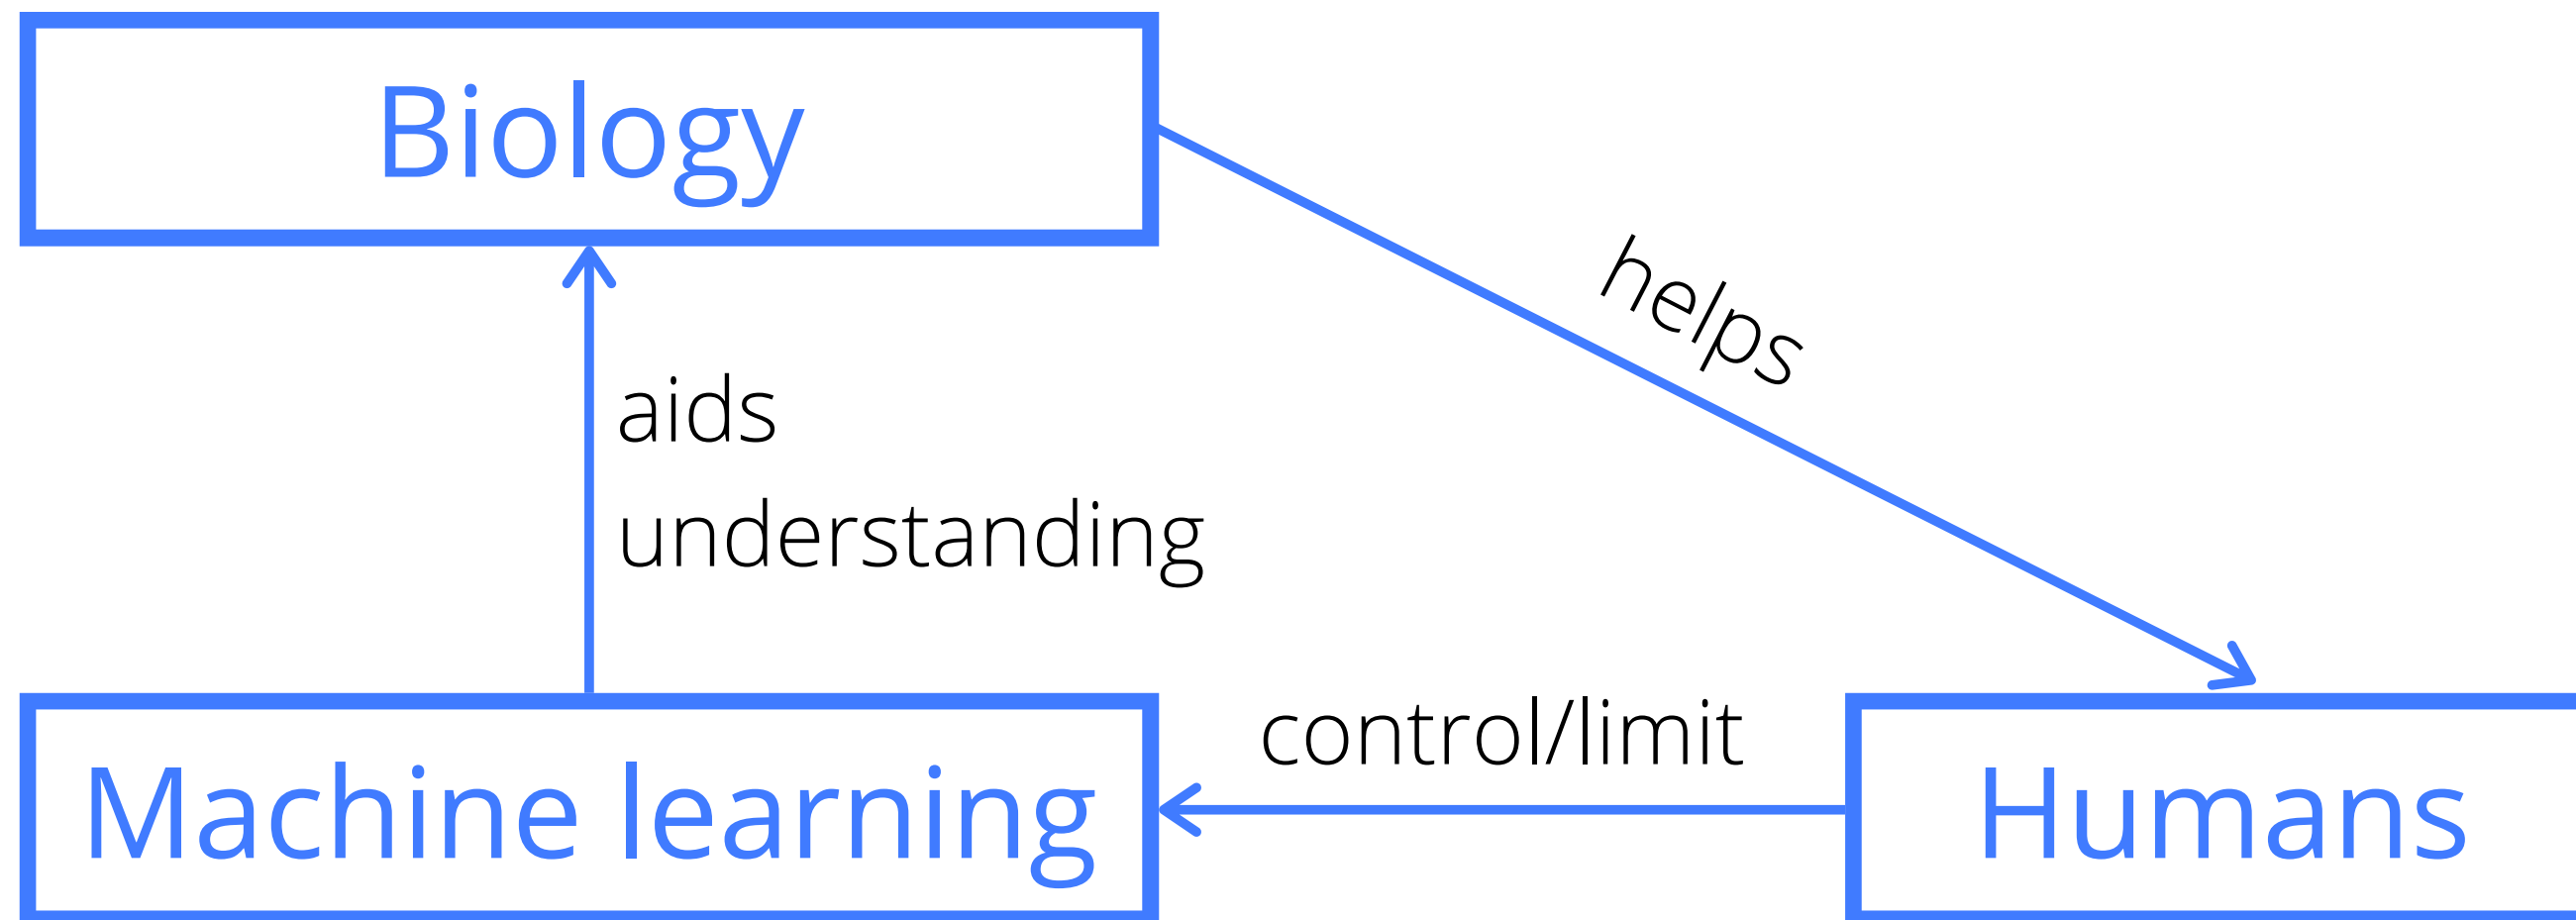 Biology
helps
aids
understanding
control/limit
Machine learning
Humans